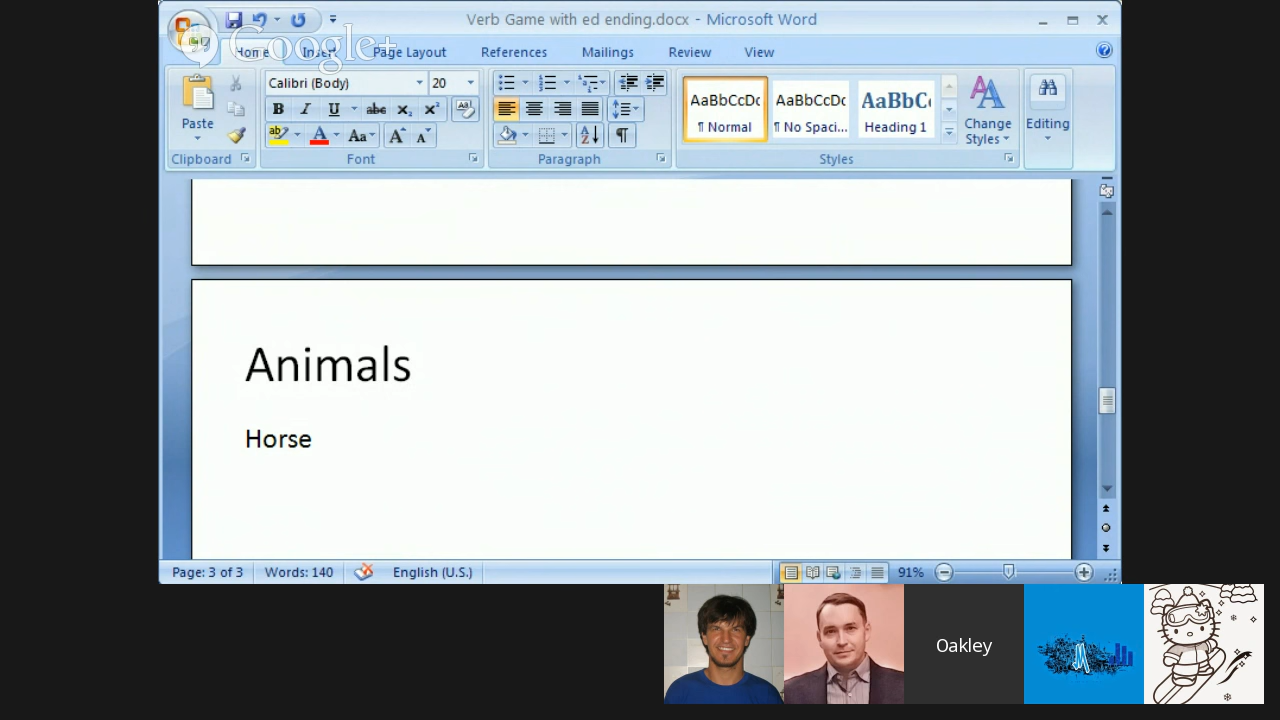 Verb Game with ed ending.docx - Microsoft Word
Google+
Home Insert Page Layout References Mailings Review View
Calibri (Body) 20
AaBbCcDc AaBbCcDc AaBbC
Paste
¶ Normal ¶ No Spaci... Heading 1 Change Styles Editing
Clipboard Font Paragraph Styles
Animals
Horse
Page: 3 of 3 Words: 140 English (U.S.) 91%
Oakley